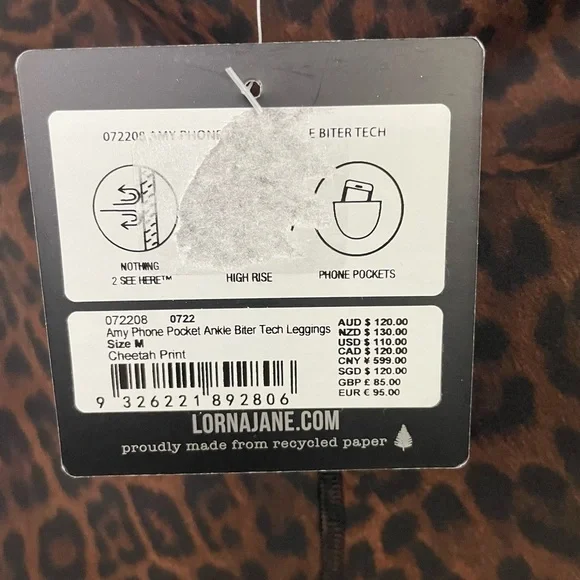 072208 AMY PHONE E BITER TECH
NOTHING
2 SEE HERE™
HIGH RISE
PHONE POCKETS
072208 0722
Amy Phone Pocket Ankle Biter Tech Leggings
Size M
Cheetah Print
AUD $ 120.00
NZD $ 130.00
USD $ 110.00
CAD $ 120.00
CNY ¥ 599.00
SGD $ 120.00
GBP £ 85.00
EUR € 95.00
9 326221 892806
LORNAJANE.COM
proudly made from recycled paper